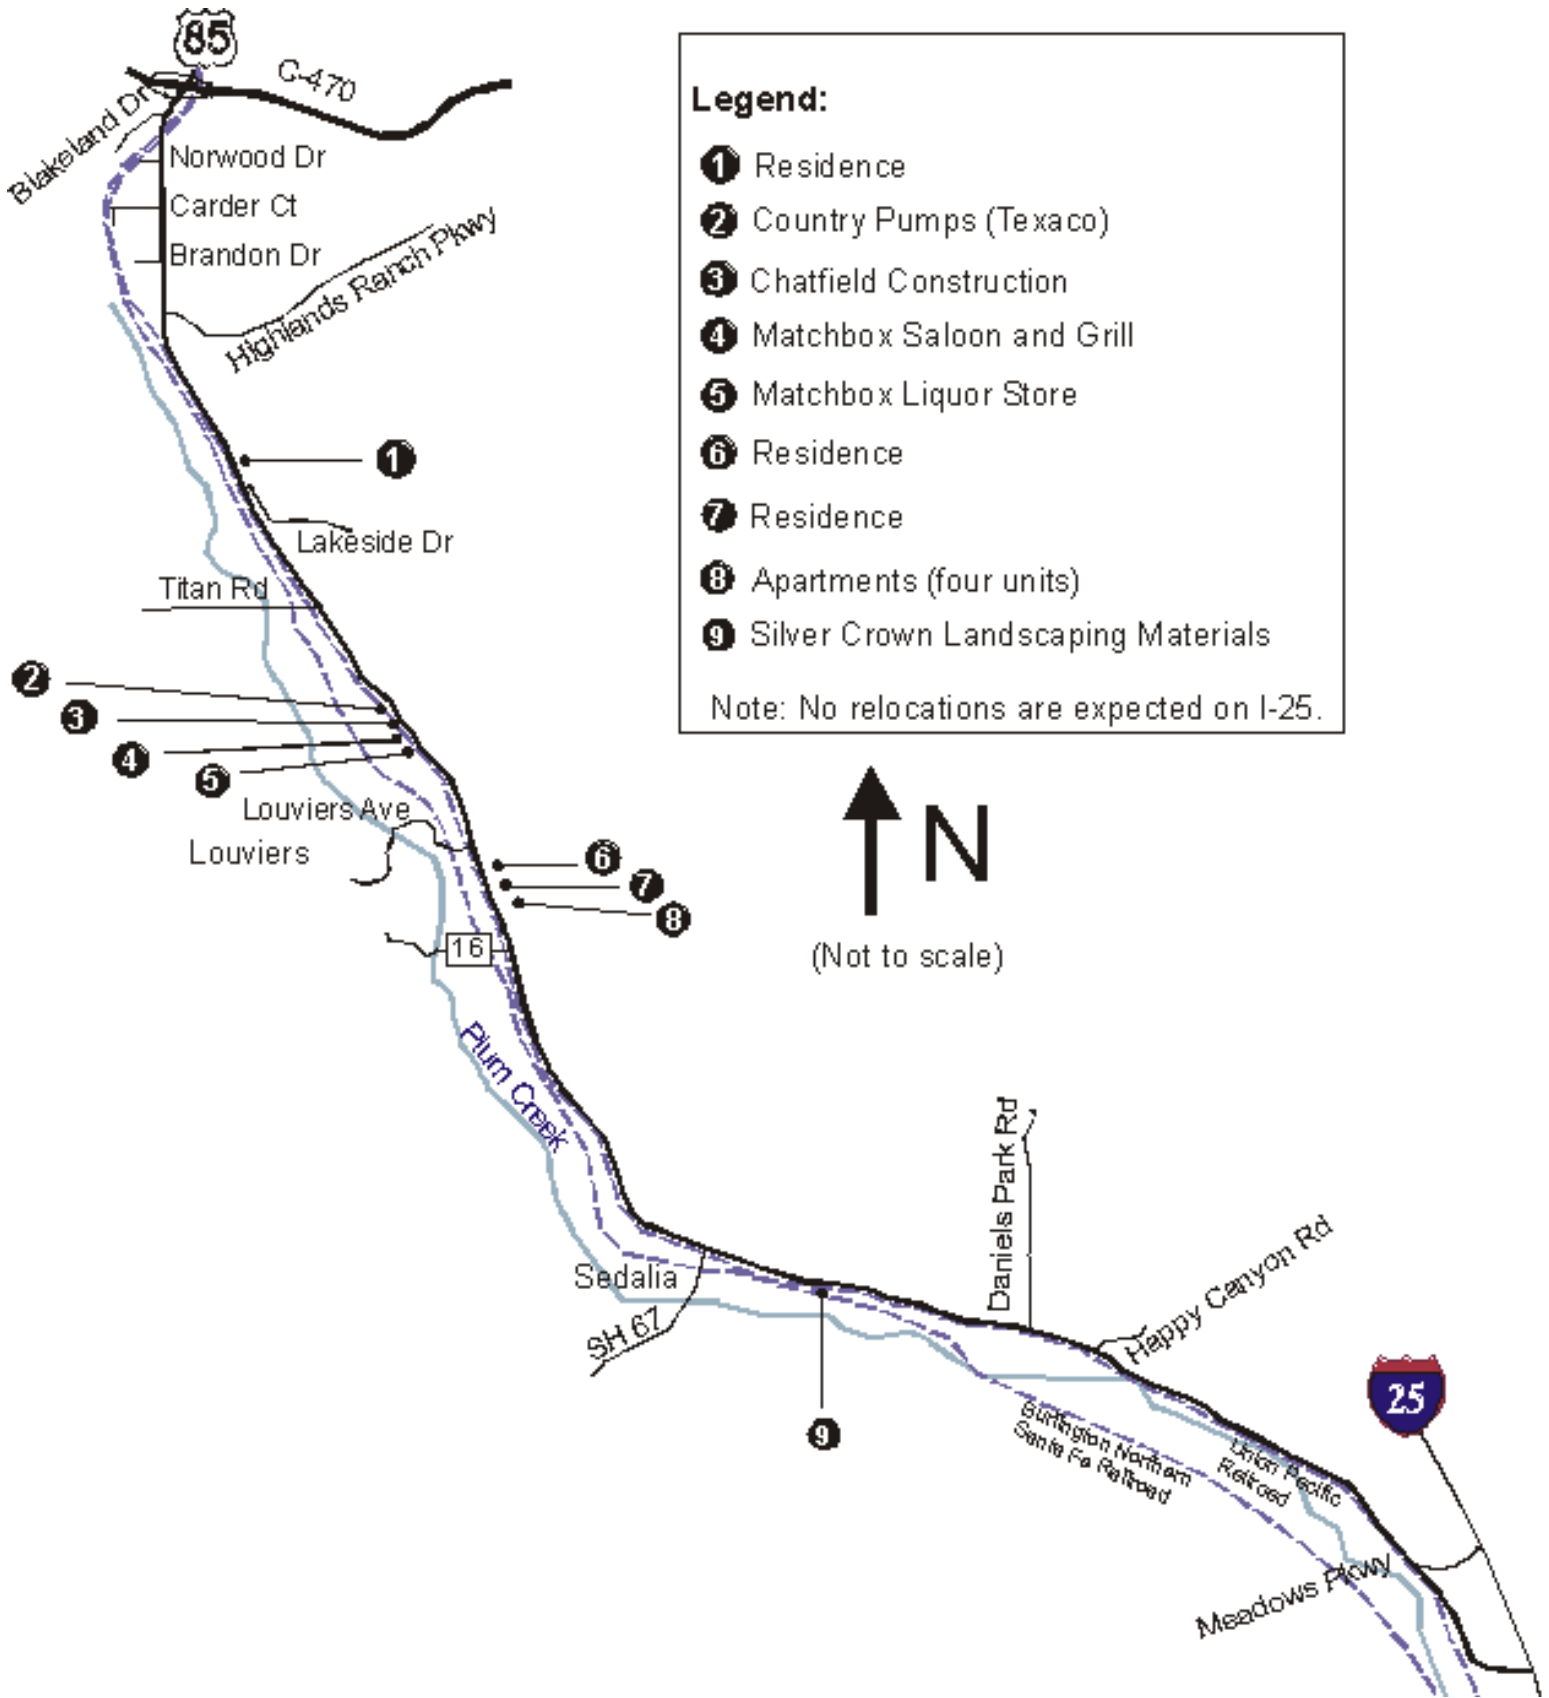 85
C-470
Blakeland Dr
Norwood Dr
Carder Ct
Brandon Dr
Highlands Ranch Pkwy
Legend:
1 Residence
2 Country Pumps (Texaco)
3 Chatfield Construction
4 Matchbox Saloon and Grill
5 Matchbox Liquor Store
6 Residence
7 Residence
8 Apartments (four units)
9 Silver Crown Landscaping Materials
Note: No relocations are expected on I-25.
1
Lakeside Dr
Titan Rd
2
3
4
5
Louviers Ave
Louviers
6
7
8
16
N
(Not to scale)
Plum Creek
Daniels Park Rd
Happy Canyon Rd
Sedalia
SH 67
9
25
Burlington Northern
Santa Fe Railroad
Union Pacific
Railroad
Meadows Pkwy